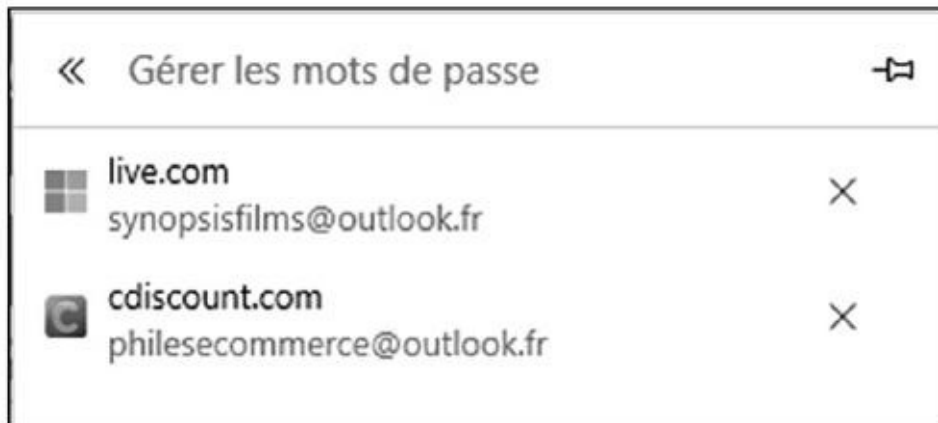 Gérer les mots de passe
live.com
synopsisfilms@outlook.fr
cdiscount.com
philesecommerce@outlook.fr